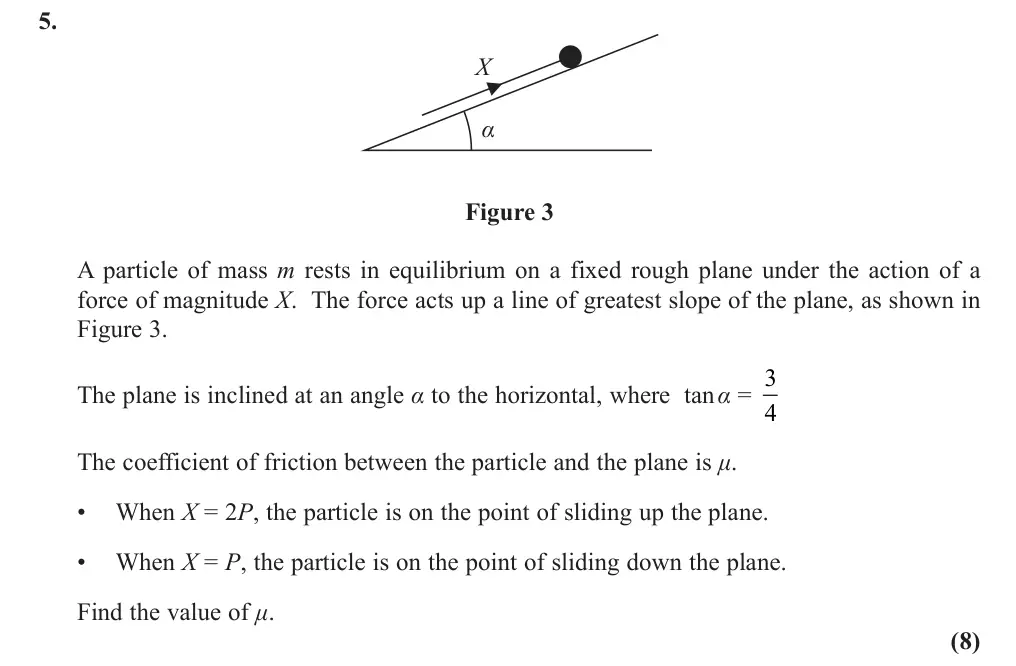 5.
X
α
Figure 3
A particle of mass m rests in equilibrium on a fixed rough plane under the action of a
force of magnitude X. The force acts up a line of greatest slope of the plane, as shown in
Figure 3.
The plane is inclined at an angle α to the horizontal, where tan α = 3/4
The coefficient of friction between the particle and the plane is μ.
• When X = 2P, the particle is on the point of sliding up the plane.
• When X = P, the particle is on the point of sliding down the plane.
Find the value of μ.
(8)